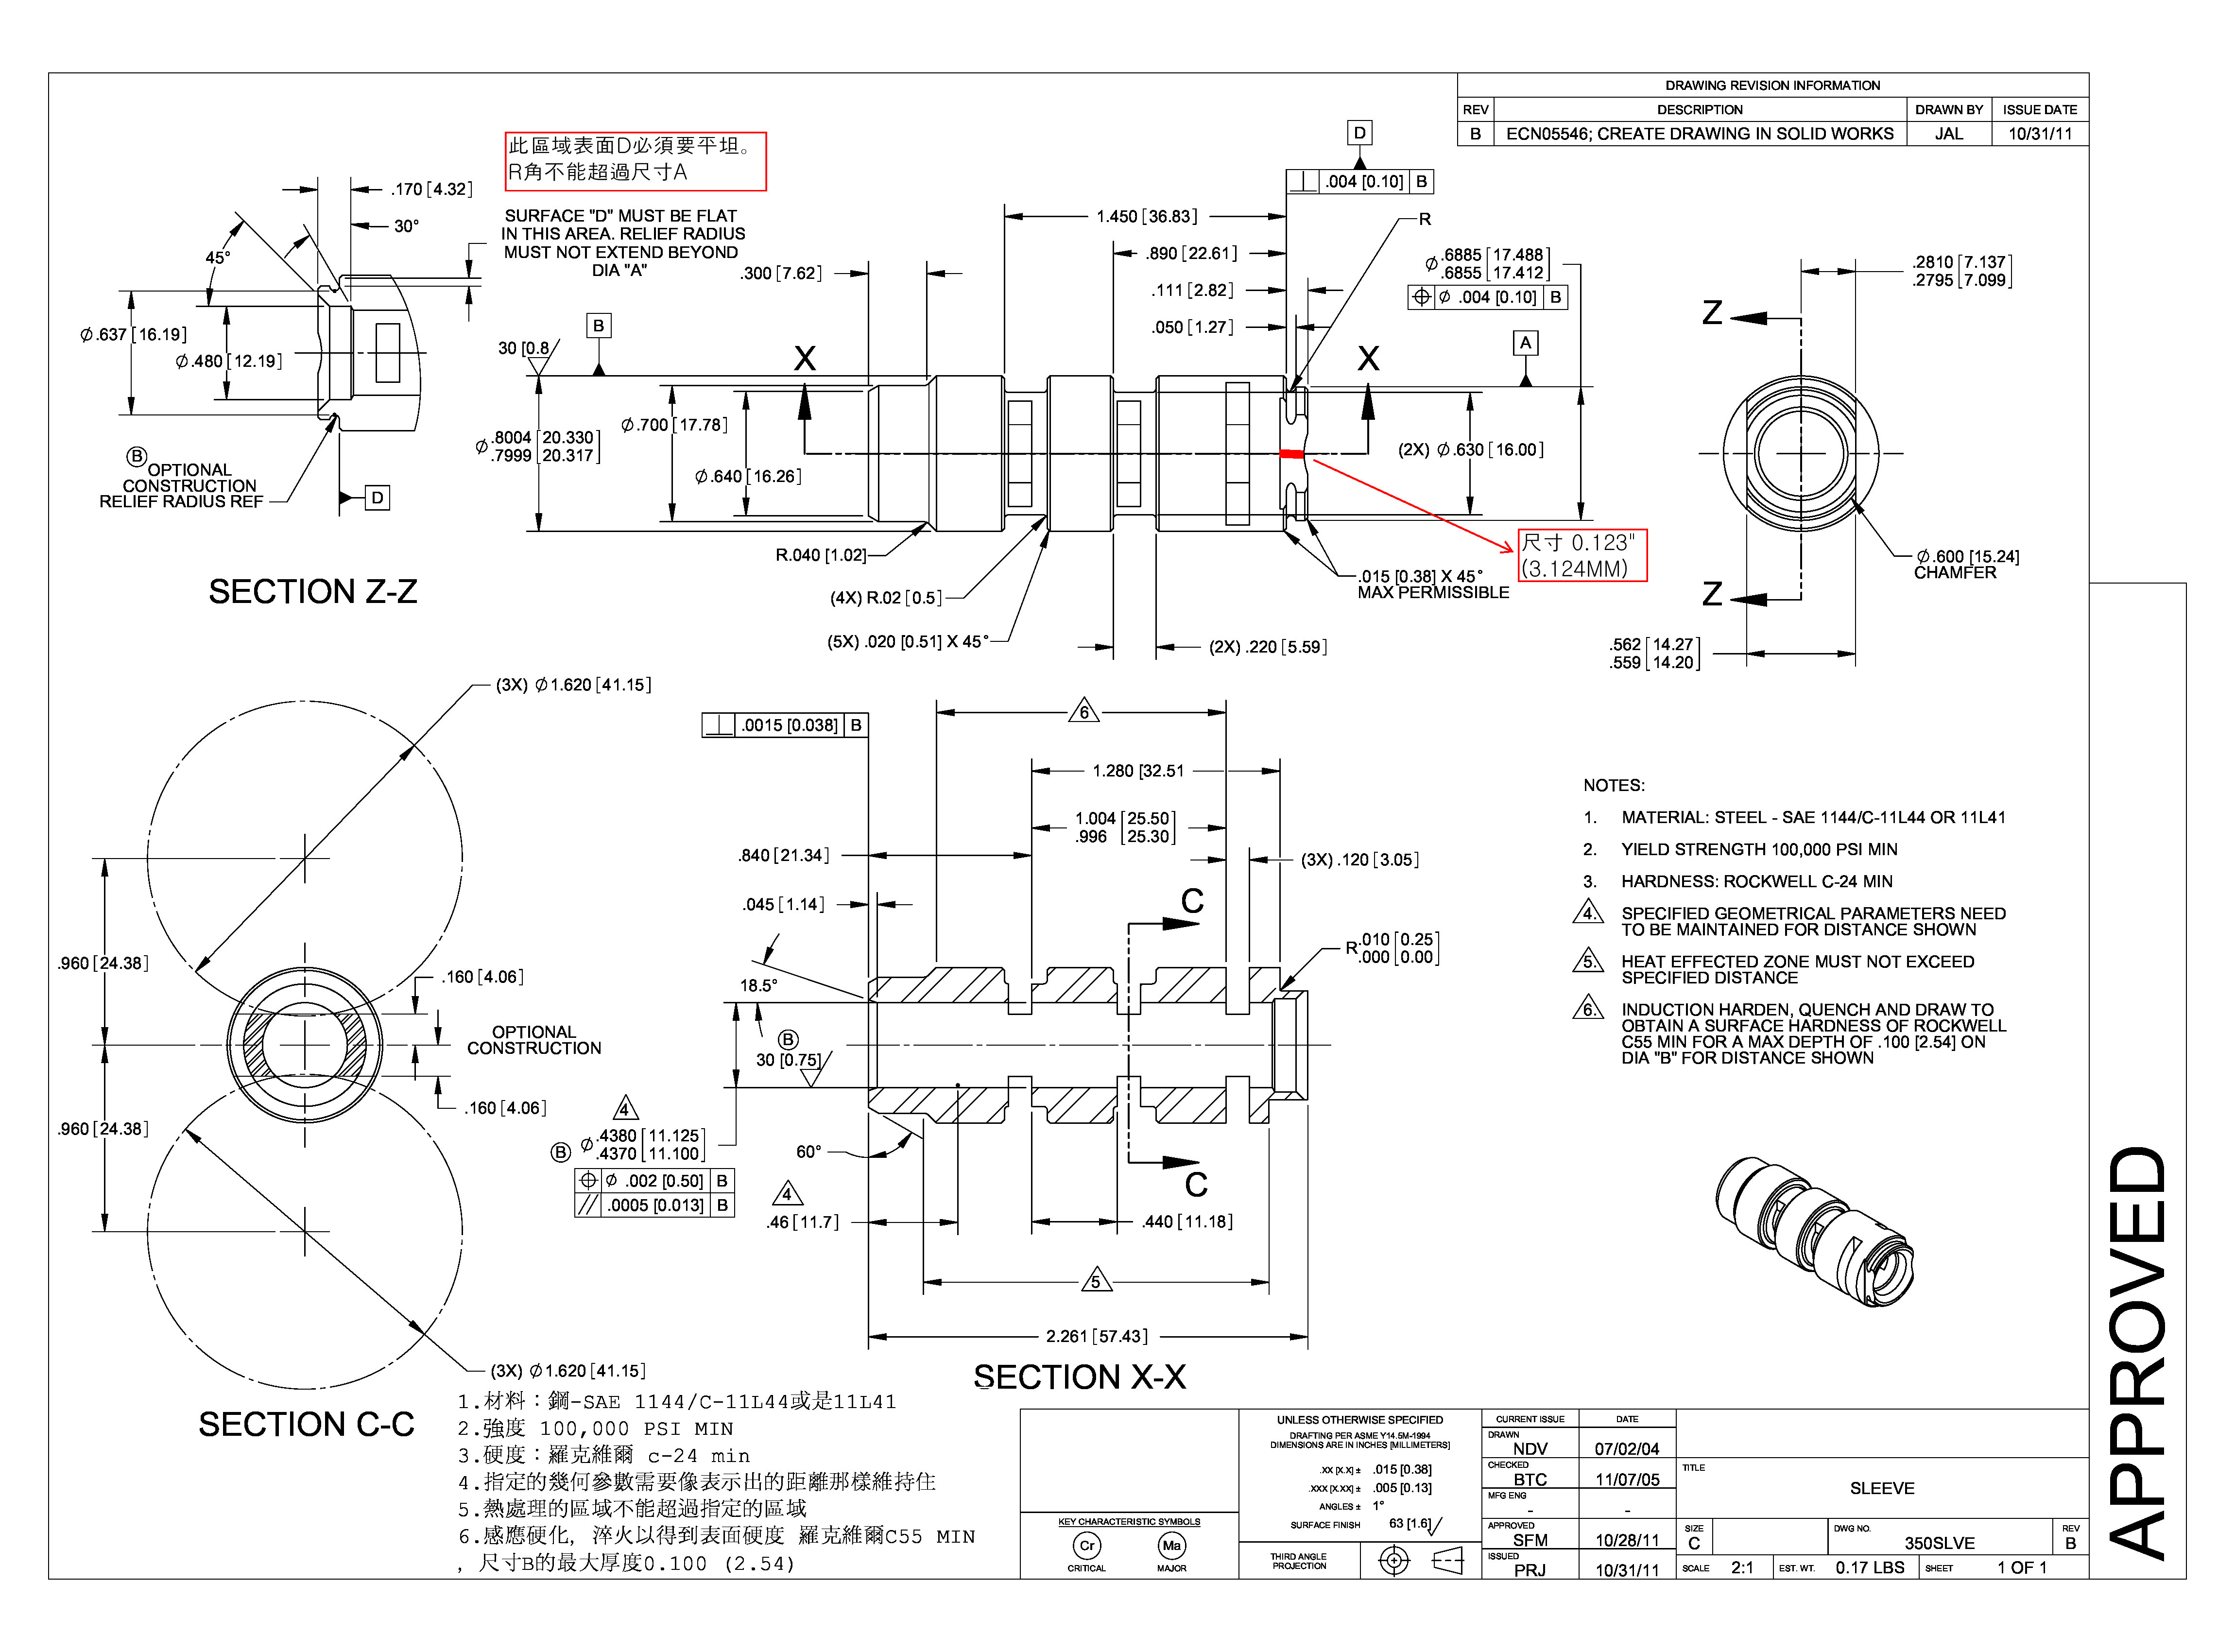 DRAWING REVISION INFORMATION
REV DESCRIPTION DRAWN BY ISSUE DATE
B ECN05546; CREATE DRAWING IN SOLID WORKS JAL 10/31/11
此區域表面D必須要平坦。
R角不能超過尺寸A
SURFACE "D" MUST BE FLAT
IN THIS AREA. RELIEF RADIUS
MUST NOT EXTEND BEYOND
DIA "A"
.170 [4.32]
30°
45°
Ø.637 [16.19]
Ø.480 [12.19]
B
OPTIONAL
CONSTRUCTION
RELIEF RADIUS REF
D
SECTION Z-Z
D
⊥ .004 [0.10] B
1.450 [36.83]
R
.890 [22.61]
.300 [7.62]
.111 [2.82]
.050 [1.27]
Ø .6885 [17.488]
.6855 [17.412]
⌖ Ø .004 [0.10] B
A
B
30 [0.8
X X
Ø .8004 [20.330]
.7999 [20.317]
Ø.700 [17.78]
Ø.640 [16.26]
(2X) Ø.630 [16.00]
R.040 [1.02]
(4X) R.02 [0.5]
(5X) .020 [0.51] X 45°
(2X) .220 [5.59]
.015 [0.38] X 45°
MAX PERMISSIBLE
尺寸 0.123"
(3.124MM)
.2810 [7.137]
.2795 [7.099]
Z
Z
Ø.600 [15.24]
CHAMFER
.562 [14.27]
.559 [14.20]
(3X) Ø1.620 [41.15]
.960 [24.38]
.960 [24.38]
.160 [4.06]
OPTIONAL
CONSTRUCTION
.160 [4.06]
(3X) Ø1.620 [41.15]
SECTION C-C
⊥ .0015 [0.038] B
6
1.280 [32.51
1.004 [25.50]
.996 [25.30]
.840 [21.34]
(3X) .120 [3.05]
.045 [1.14]
C
R .010 [0.25]
.000 [0.00]
18.5°
B
30 [0.75]
4
B Ø .4380 [11.125]
.4370 [11.100]
⌖ Ø .002 [0.50] B
// .0005 [0.013] B
60°
C
4
.46 [11.7]
.440 [11.18]
5
2.261 [57.43]
SECTION X-X
NOTES:
1. MATERIAL: STEEL - SAE 1144/C-11L44 OR 11L41
2. YIELD STRENGTH 100,000 PSI MIN
3. HARDNESS: ROCKWELL C-24 MIN
4. SPECIFIED GEOMETRICAL PARAMETERS NEED
TO BE MAINTAINED FOR DISTANCE SHOWN
5. HEAT EFFECTED ZONE MUST NOT EXCEED
SPECIFIED DISTANCE
6. INDUCTION HARDEN, QUENCH AND DRAW TO
OBTAIN A SURFACE HARDNESS OF ROCKWELL
C55 MIN FOR A MAX DEPTH OF .100 [2.54] ON
DIA "B" FOR DISTANCE SHOWN
1.材料：鋼-SAE 1144/C-11L44或是11L41
2.強度 100,000 PSI MIN
3.硬度：羅克維爾 c-24 min
4.指定的幾何參數需要像表示出的距離那樣維持住
5.熱處理的區域不能超過指定的區域
6.感應硬化, 淬火以得到表面硬度 羅克維爾C55 MIN
, 尺寸B的最大厚度0.100 (2.54)
KEY CHARACTERISTIC SYMBOLS
Cr Ma
CRITICAL MAJOR
UNLESS OTHERWISE SPECIFIED
DRAFTING PER ASME Y14.5M-1994
DIMENSIONS ARE IN INCHES [MILLIMETERS]
.XX [X.X] ± .015 [0.38]
.XXX [X.XX] ± .005 [0.13]
ANGLES ± 1°
SURFACE FINISH 63 [1.6]
THIRD ANGLE
PROJECTION
CURRENT ISSUE DATE
DRAWN
NDV 07/02/04
CHECKED
BTC 11/07/05
MFG ENG
- -
APPROVED
SFM 10/28/11
ISSUED
PRJ 10/31/11
TITLE
SLEEVE
SIZE
C
DWG NO.
350SLVE
REV
B
SCALE 2:1 EST. WT. 0.17 LBS SHEET 1 OF 1
APPROVED